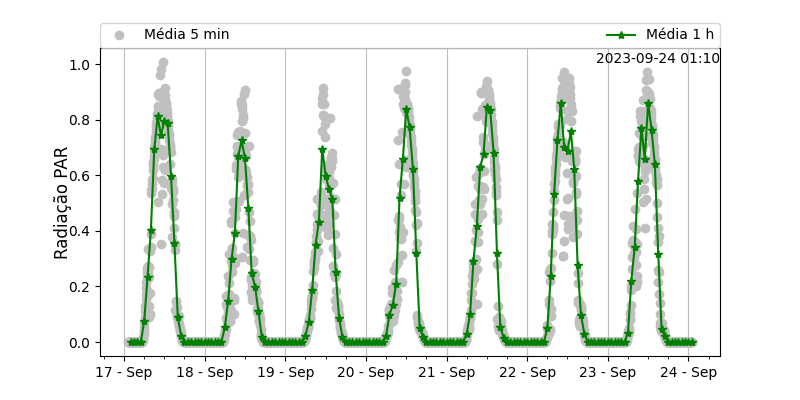 Média 5 min
Média 1 h
2023-09-24 01:10
Radiação PAR
1.0
0.8
0.6
0.4
0.2
0.0
17 - Sep
18 - Sep
19 - Sep
20 - Sep
21 - Sep
22 - Sep
23 - Sep
24 - Sep